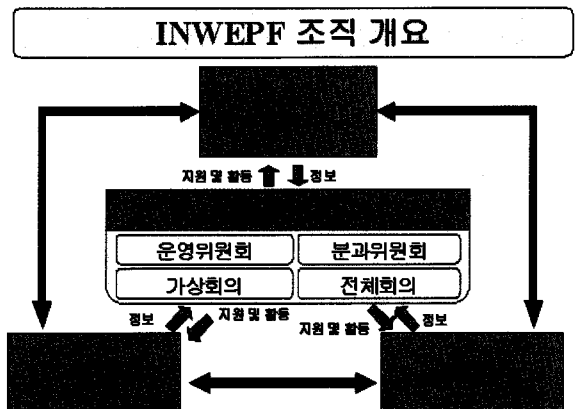 INWEPF 조직 개요
지원 및 활동
정보
운영위원회
분과위원회
가상회의
전체회의
정보
지원 및 활동
지원 및 활동
정보